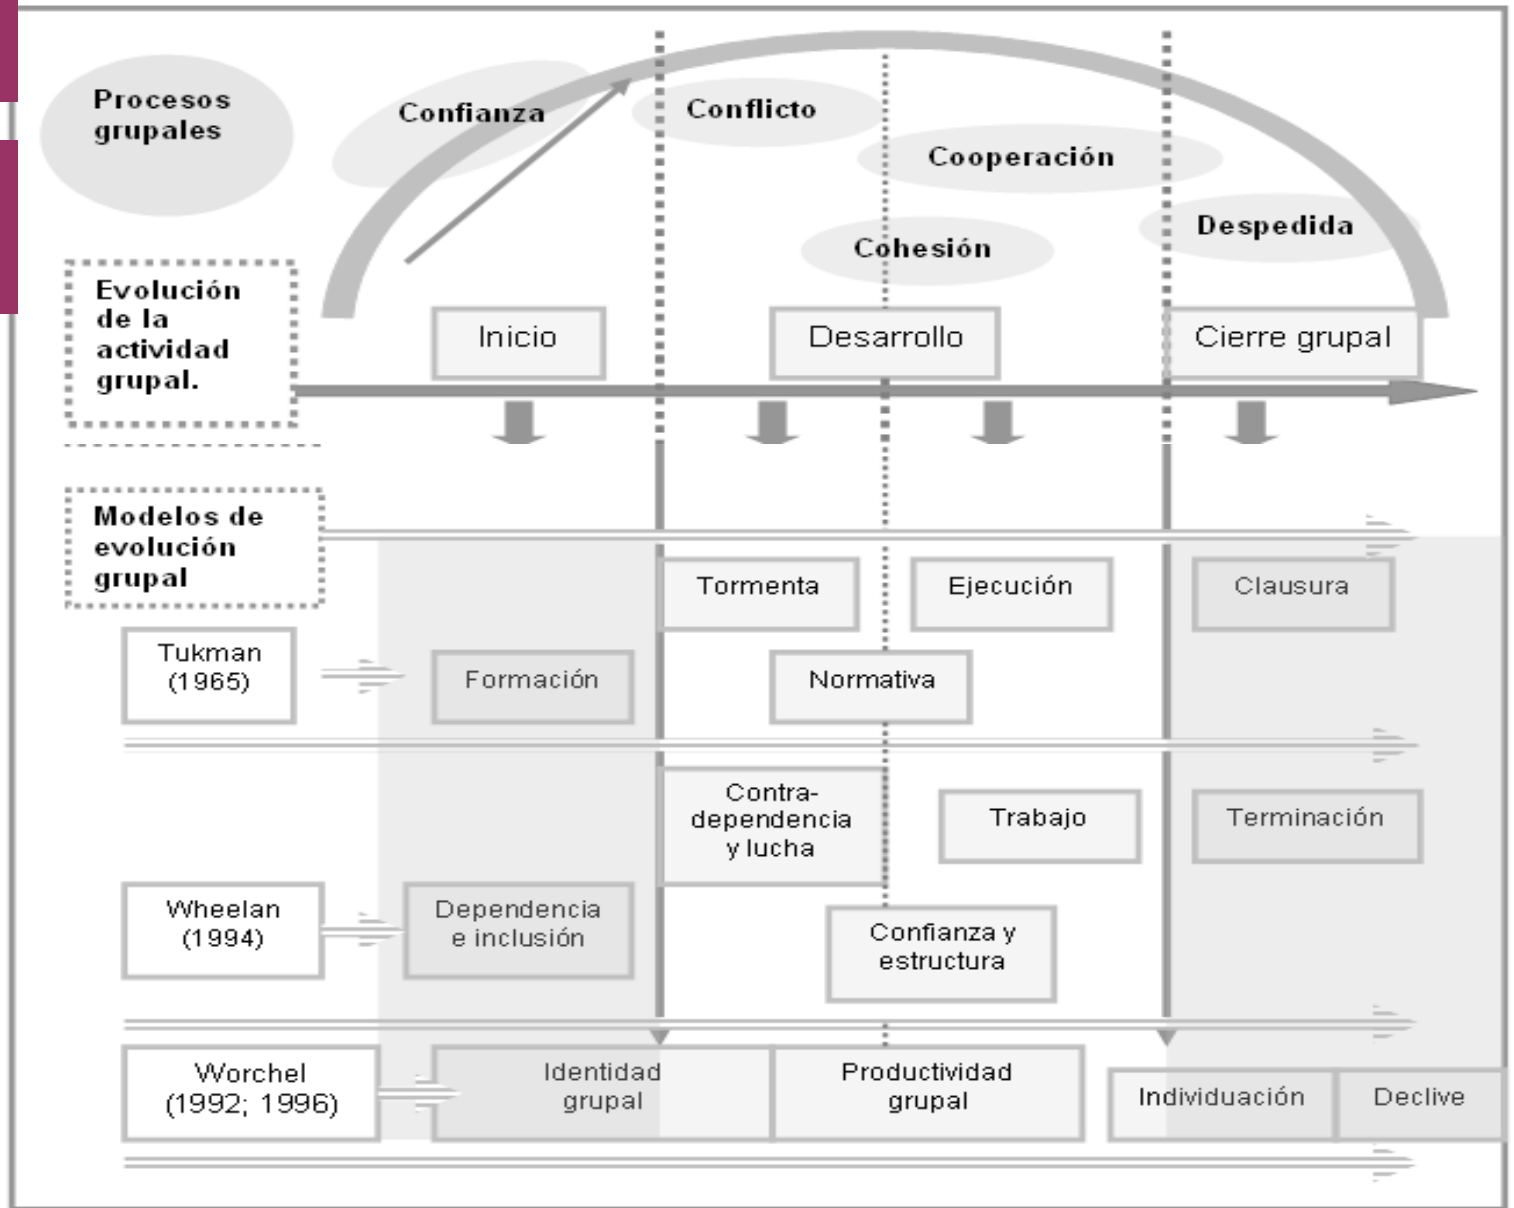 Procesos
grupales
Confianza
Conflicto
Cooperación
Cohesión
Despedida
Evolución
de la
actividad
grupal.
Inicio
Desarrollo
Cierre grupal
Modelos de
evolución
grupal
Tormenta
Ejecución
Clausura
Tukman
(1965)
Formación
Normativa
Contra-
dependencia
y lucha
Trabajo
Terminación
Wheelan
(1994)
Dependencia
e inclusión
Confianza y
estructura
Worchel
(1992; 1996)
Identidad
grupal
Productividad
grupal
Individuación
Declive